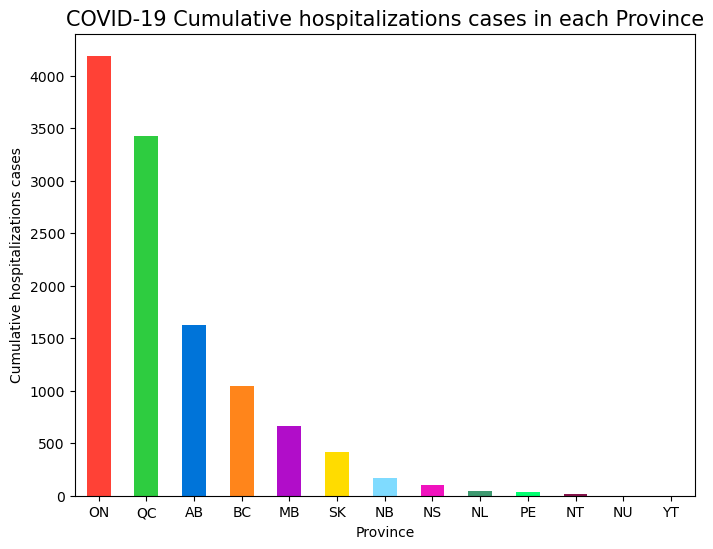 COVID-19 Cumulative hospitalizations cases in each Province
Cumulative hospitalizations cases
4000
3500
3000
2500
2000
1500
1000
500
0
ON QC AB BC MB SK NB NS NL PE NT NU YT
Province